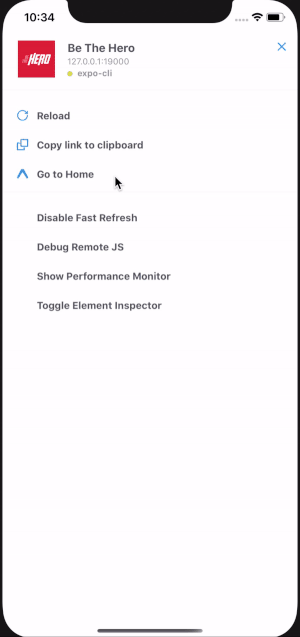 10:34
HERO
Be The Hero
127.0.0.1:19000
expo-cli
Reload
Copy link to clipboard
Go to Home
Disable Fast Refresh
Debug Remote JS
Show Performance Monitor
Toggle Element Inspector